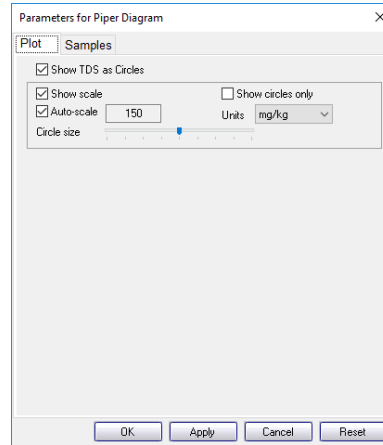 Parameters for Piper Diagram
Plot Samples
Show TDS as Circles
Show scale Show circles only
Auto-scale 150 Units mg/kg
Circle size
OK Apply Cancel Reset